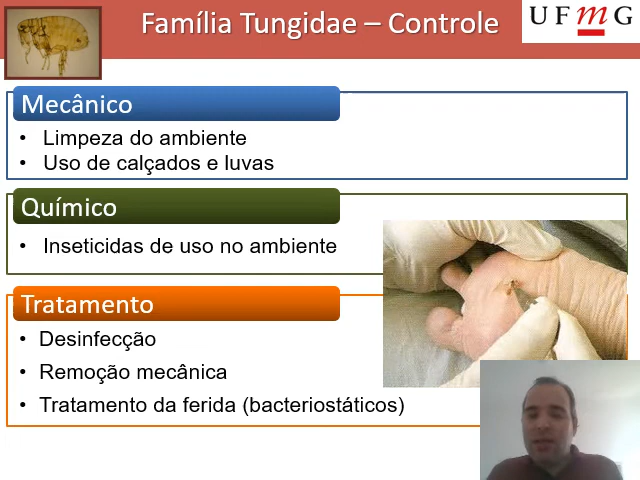 Família Tungidae – Controle
UFmG
Mecânico
• Limpeza do ambiente
• Uso de calçados e luvas
Químico
• Inseticidas de uso no ambiente
Tratamento
• Desinfecção
• Remoção mecânica
• Tratamento da ferida (bacteriostáticos)